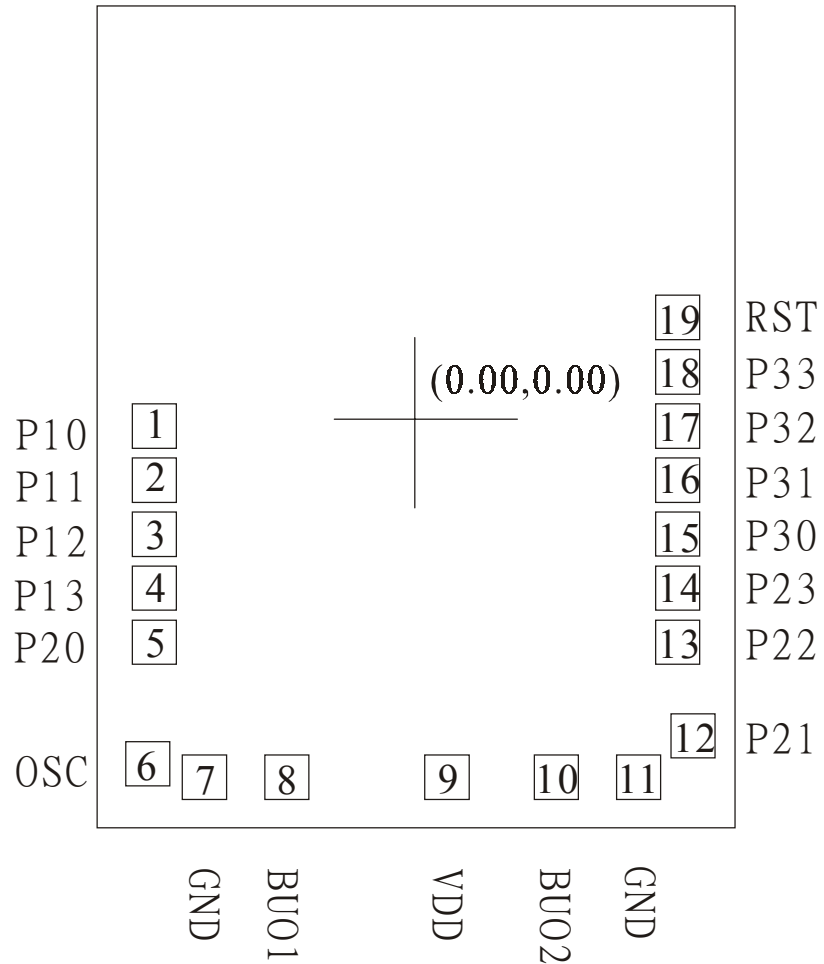 19 RST
(0.00,0.00)
18 P33
P10 1
17 P32
P11 2
16 P31
P12 3
15 P30
P13 4
14 P23
P20 5
13 P22
12 P21
OSC 6
7 8 9 10 11
GND BUO1 VDD BUO2 GND